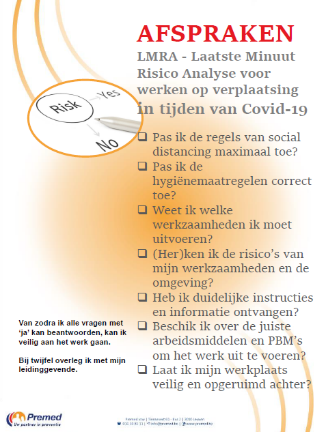 AFSPRAKEN
LMRA - Laatste Minuut
Risico Analyse voor
werken op verplaatsing
in tijden van Covid-19
Risk
Yes
No
❑ Pas ik de regels van social
distancing maximaal toe?
❑ Pas ik de
hygiënemaatregelen correct
toe?
❑ Weet ik welke
werkzaamheden ik moet
uitvoeren?
❑ (Her)ken ik de risico's van
mijn werkzaamheden en de
omgeving?
❑ Heb ik duidelijke instructies
en informatie ontvangen?
❑ Beschik ik over de juiste
arbeidsmiddelen en PBM's
om het werk uit te voeren?
❑ Laat ik mijn werkplaats
veilig en opgeruimd achter?
Van zodra ik alle vragen met
'ja' kan beantwoorden, kan ik
veilig aan het werk gaan.
Bij twijfel overleg ik met mijn
leidinggevende.
Premed
Uw partner in preventie